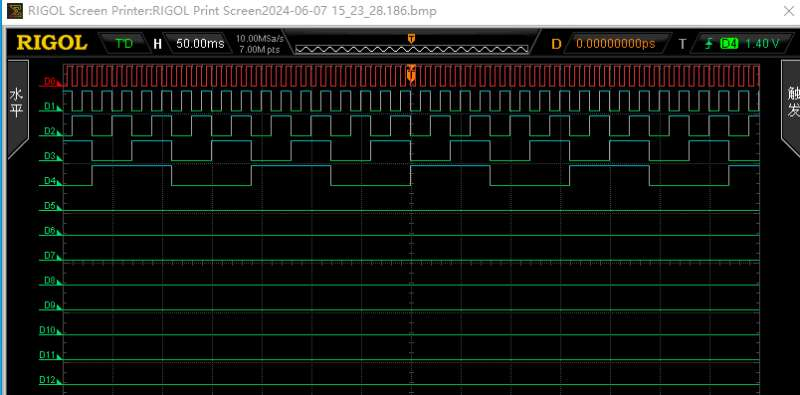 RIGOL Screen Printer:RIGOL Print Screen2024-06-07 15_23_28.186.bmp
RIGOL T'D H 50.00ms 10.00MSa/s 7.00M pts T D 0.00000000ps T D4 1.40 V
水平
触发
T
D0
D1
D2
D3
D4
D5
D6
D7
D8
D9
D10
D11
D12